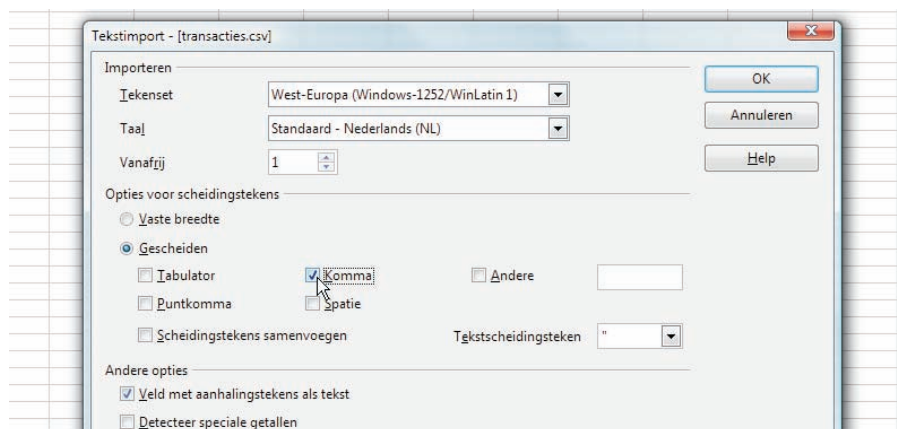 Tekstimport - [transacties.csv]
Importeren
Tekenset West-Europa (Windows-1252/WinLatin 1)
OK
Taal Standaard - Nederlands (NL)
Annuleren
Vanafrij 1
Help
Opties voor scheidingstekens
Vaste breedte
Gescheiden
Tabulator Komma Andere
Puntkomma Spatie
Scheidingstekens samenvoegen Tekstscheidingsteken "
Andere opties
Veld met aanhalingstekens als tekst
Detecteer speciale getallen